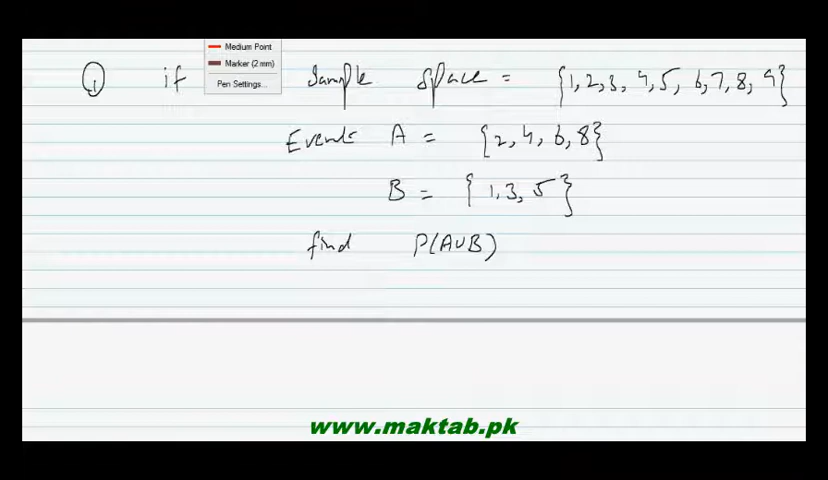 Medium Point
Marker (2 mm)
Pen Settings...
Q if Sample Space = {1, 2, 3, 4, 5, 6, 7, 8, 9}
Events A = {2, 4, 6, 8}
B = {1, 3, 5}
find P(A∪B)
www.maktab.pk